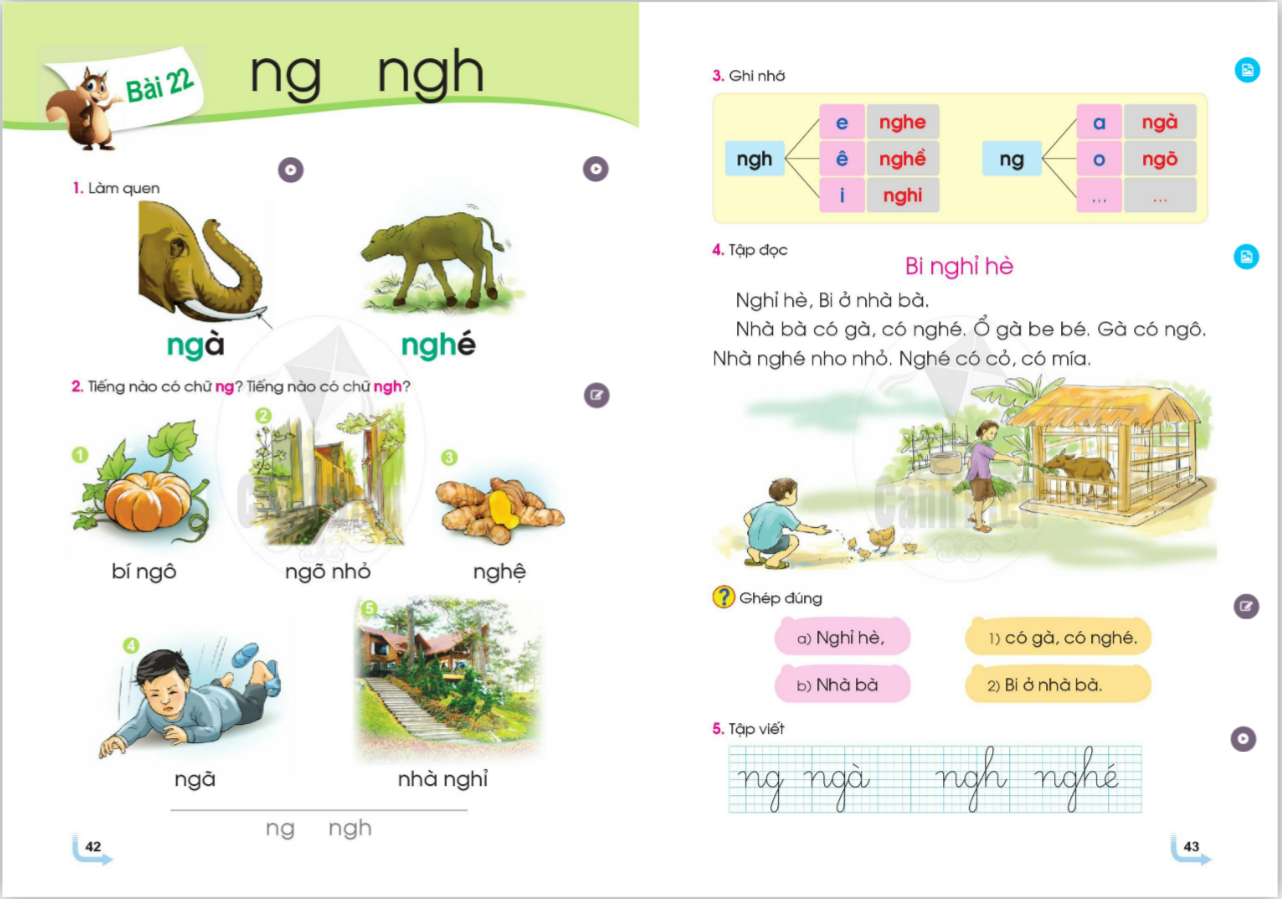 Bài 22
ng ngh
1. Làm quen
ngà
nghé
2. Tiếng nào có chữ ng? Tiếng nào có chữ ngh?
1
2
3
bí ngô
ngõ nhỏ
nghệ
4
5
ngã
nhà nghỉ
ng ngh
42
3. Ghi nhớ
ngh
e nghe
ê nghề
i nghi
ng
a ngà
o ngõ
... ...
4. Tập đọc
Bi nghỉ hè
Nghỉ hè, Bi ở nhà bà.
Nhà bà có gà, có nghé. Ổ gà be bé. Gà có ngô.
Nhà nghé nho nhỏ. Nghé có cỏ, có mía.
? Ghép đúng
a) Nghỉ hè,
1) có gà, có nghé.
b) Nhà bà
2) Bi ở nhà bà.
5. Tập viết
ng ngà ngh nghé
43